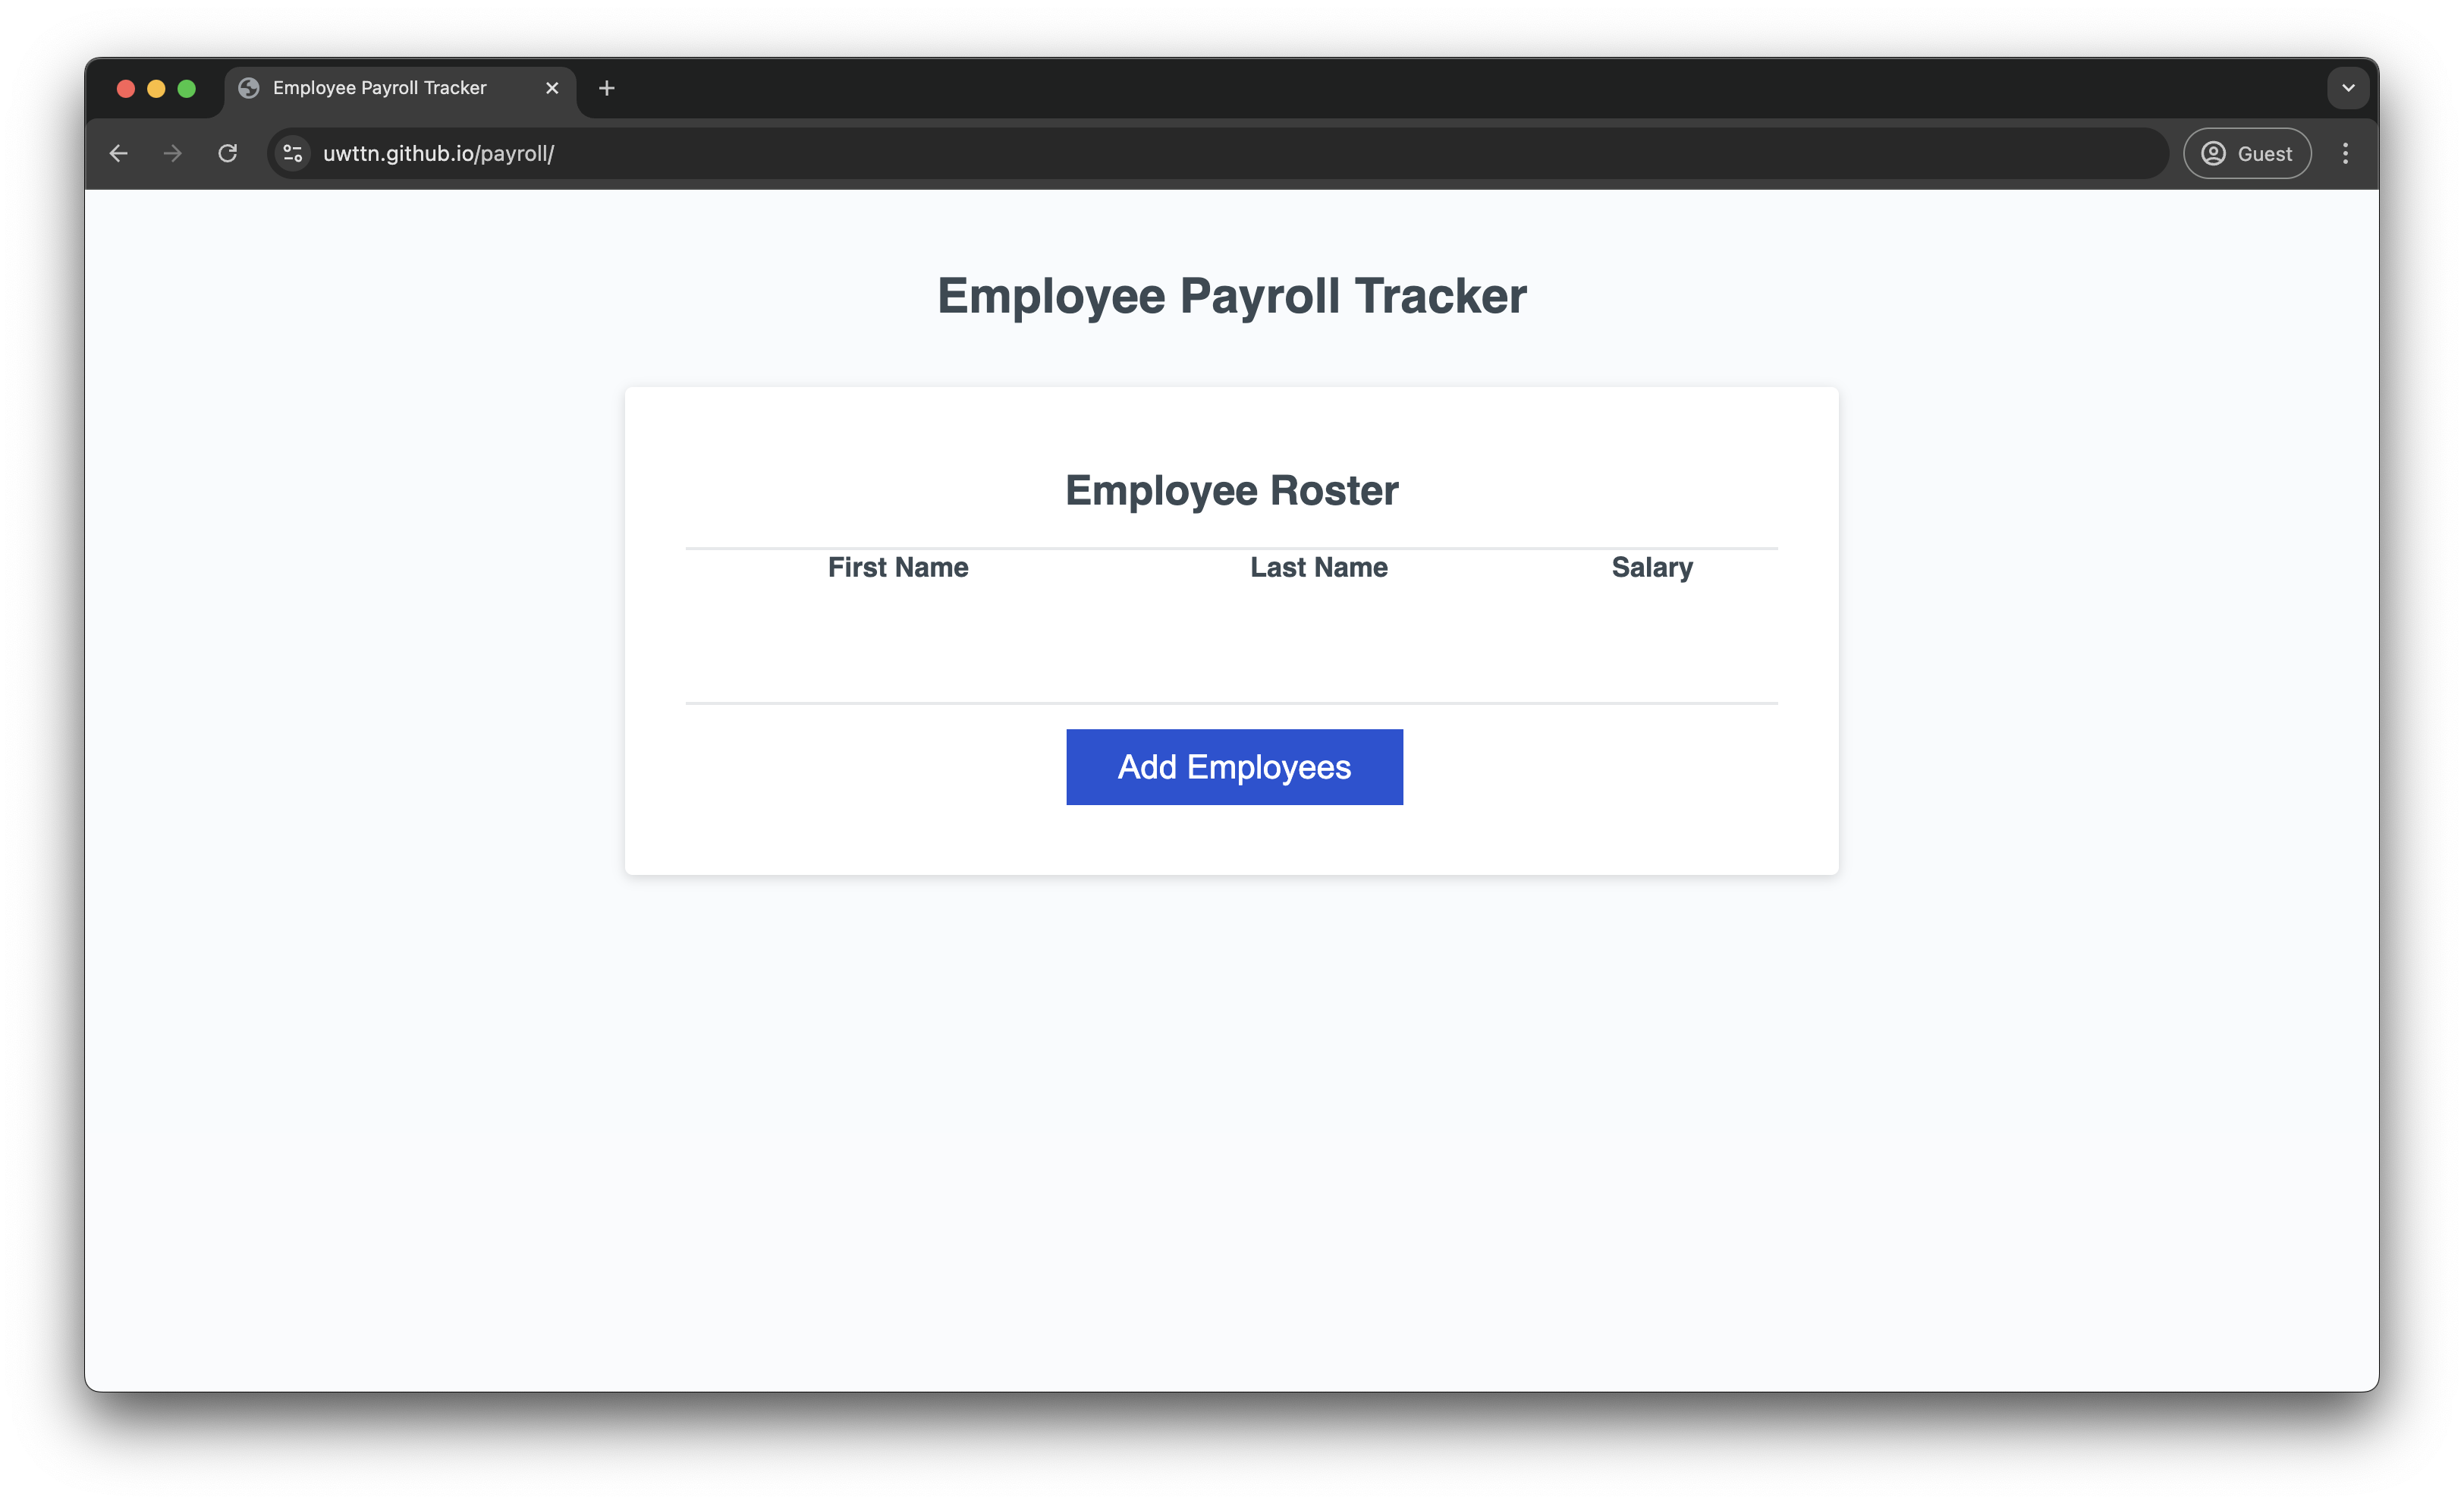 Employee Payroll Tracker
uwttn.github.io/payroll/
Guest
Employee Payroll Tracker
Employee Roster
First Name Last Name Salary
Add Employees